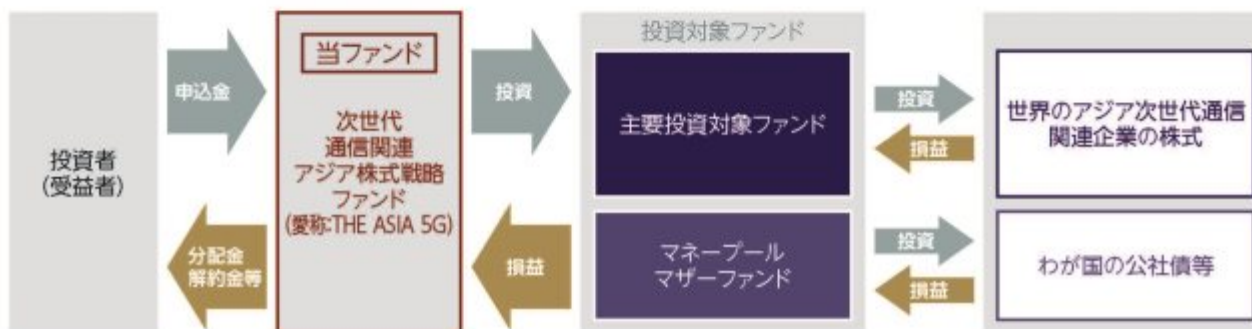 投資者
(受益者)
申込金
分配金
解約金等
当ファンド
次世代
通信関連
アジア株式戦略
ファンド
(愛称:THE ASIA 5G)
投資
損益
投資対象ファンド
主要投資対象ファンド
マネープール
マザーファンド
投資
損益
投資
損益
世界のアジア次世代通信
関連企業の株式
わが国の公社債等